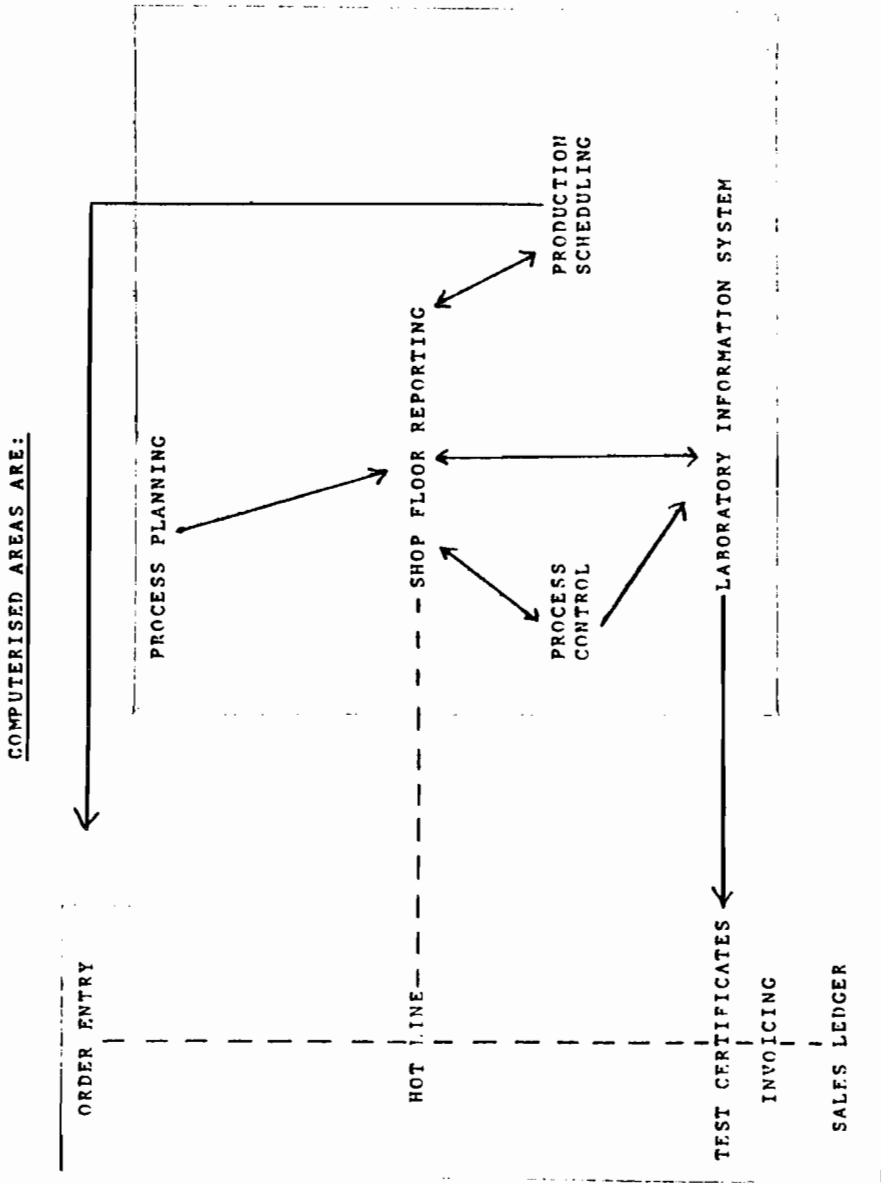 COMPUTERISED AREAS ARE:
ORDER ENTRY
PROCESS PLANNING
HOT LINE
SHOP FLOOR REPORTING
PROCESS
CONTROL
PRODUCTION
SCHEDULING
TEST CERTIFICATES
LABORATORY INFORMATION SYSTEM
INVOICING
SALES LEDGER